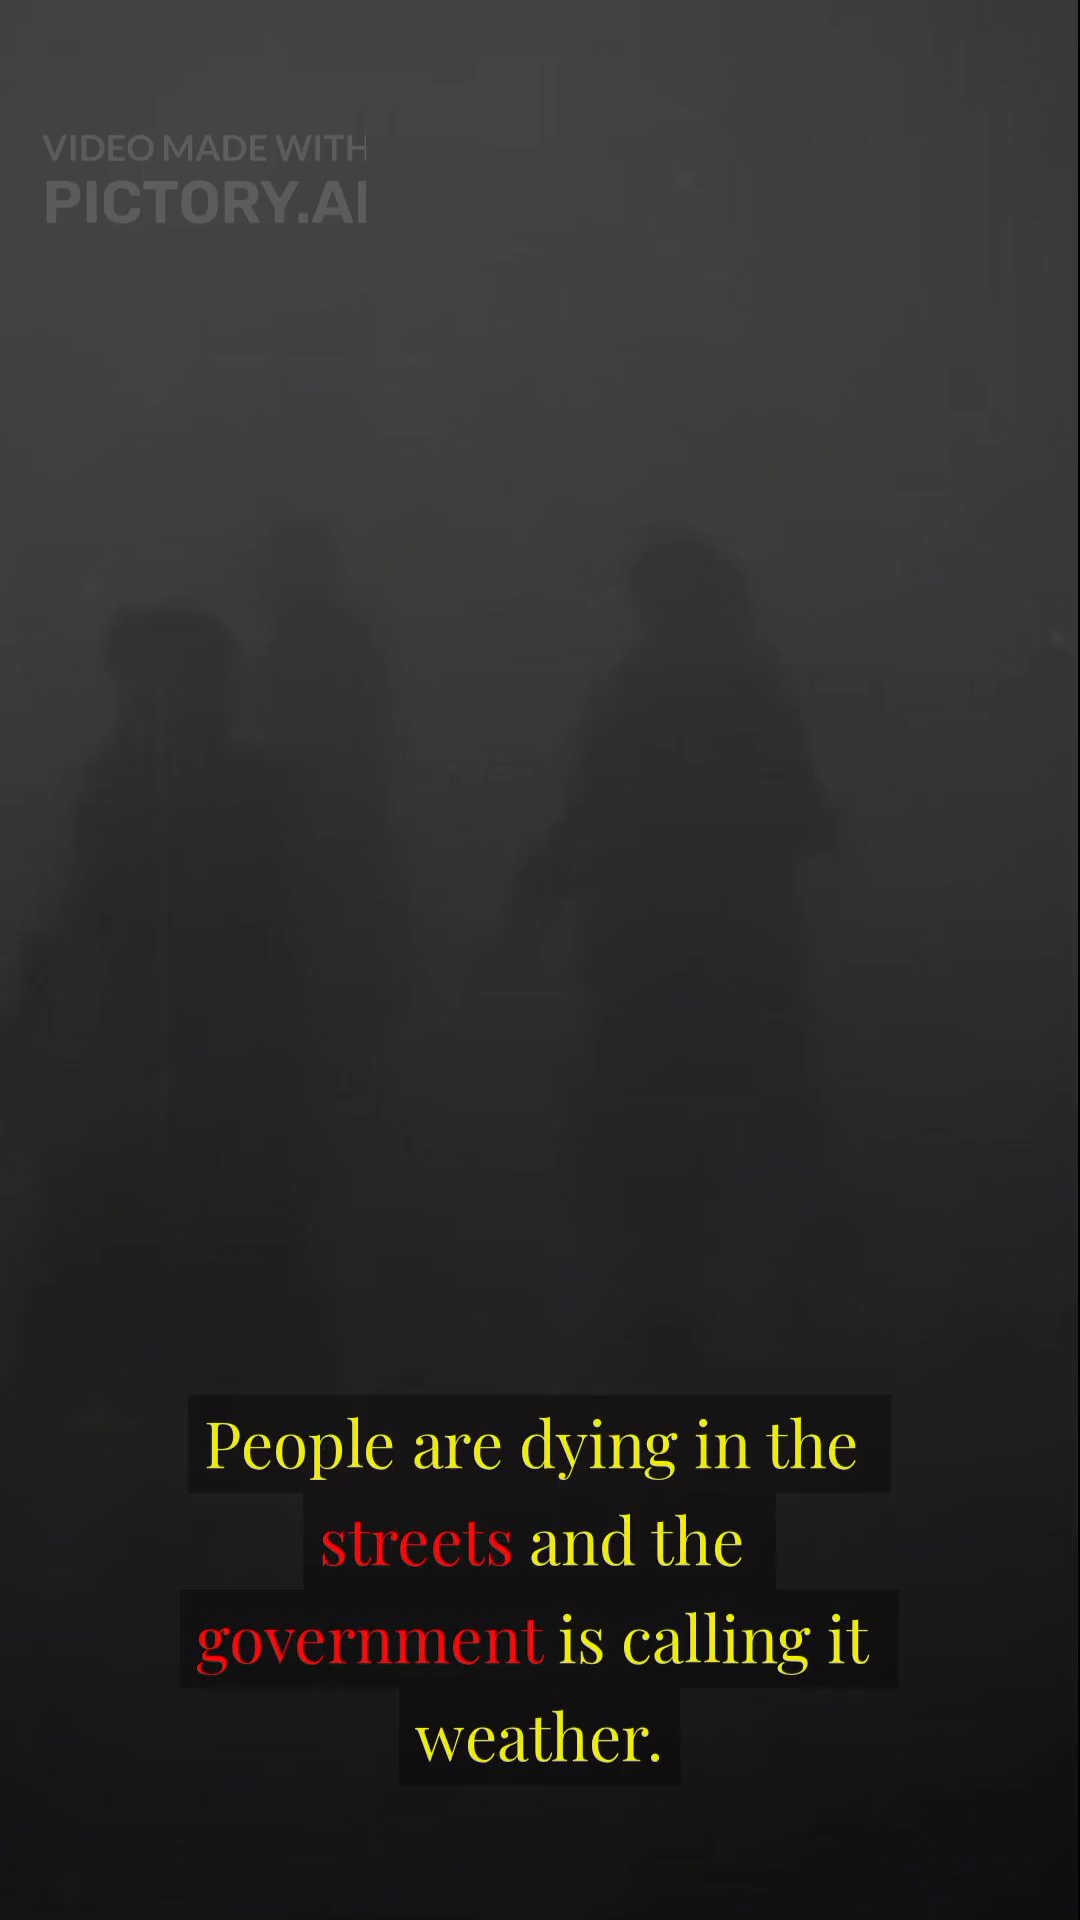 VIDEO MADE WITH
PICTORY.AI
People are dying in the
streets and the
government is calling it
weather.